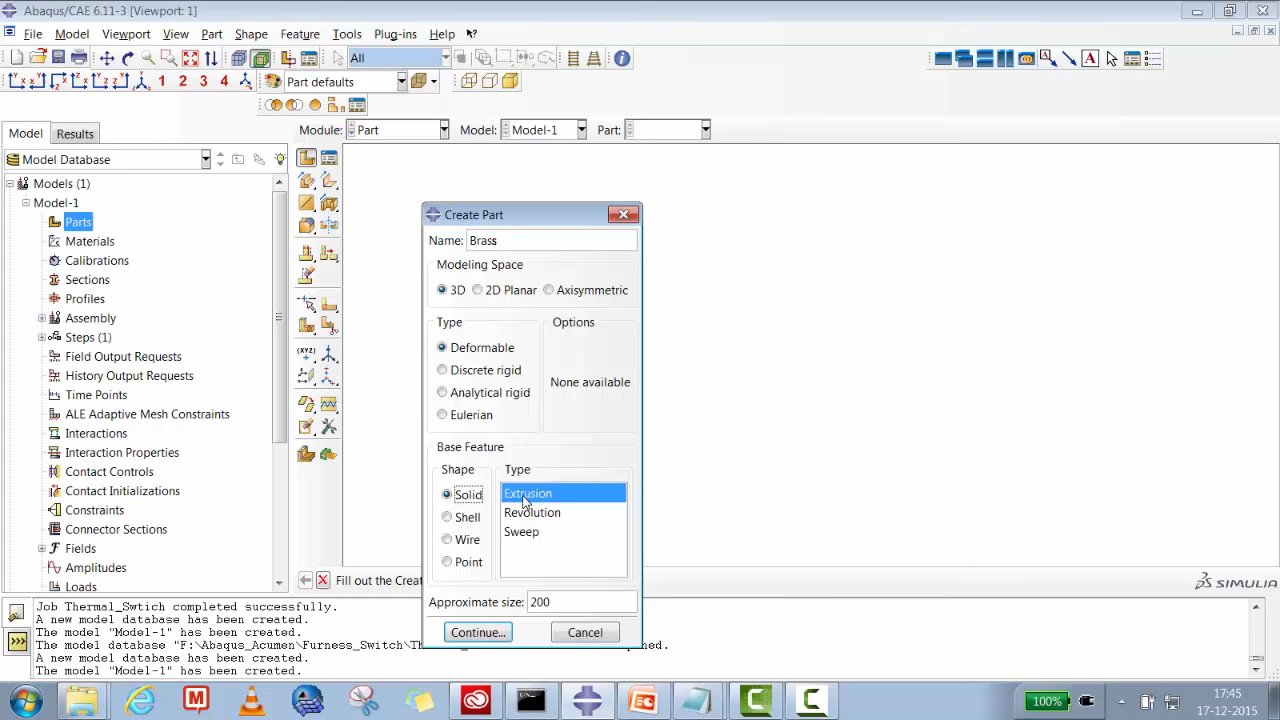 Abaqus/CAE 6.11-3 [Viewport: 1]
File Model Viewport View Part Shape Feature Tools Plug-ins Help
All
1 2 3 4 Part defaults
A
Model Results
Module: Part Model: Model-1 Part:
Model Database
Models (1)
Model-1
Parts
Materials
Calibrations
Sections
Profiles
Assembly
Steps (1)
Field Output Requests
History Output Requests
Time Points
ALE Adaptive Mesh Constraints
Interactions
Interaction Properties
Contact Controls
Contact Initializations
Constraints
Connector Sections
Fields
Amplitudes
Loads
(XYZ)
Create Part
Name: Brass
Modeling Space
3D 2D Planar Axisymmetric
Type Options
Deformable
Discrete rigid
Analytical rigid
Eulerian
None available
Base Feature
Shape Type
Solid Extrusion
Shell Revolution
Wire Sweep
Point
Approximate size: 200
Continue... Cancel
Fill out the Crea
SIMULIA
Job Thermal_Swtich completed successfully.
A new model database has been created.
The model "Model-1" has been created.
The model database "F:\Abaqus_Acumen\Furness_Switch\Th
A new model database has been created.
The model "Model-1" has been created.
100%
17:45
17-12-2015